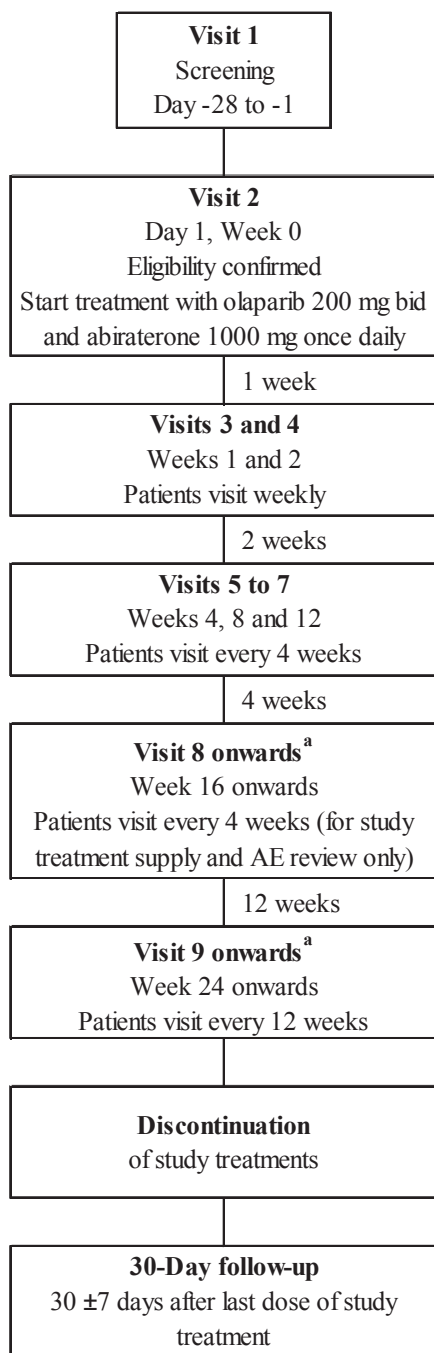 Visit 1
Screening
Day -28 to -1
Visit 2
Day 1, Week 0
Eligibility confirmed
Start treatment with olaparib 200 mg bid
and abiraterone 1000 mg once daily
1 week
Visits 3 and 4
Weeks 1 and 2
Patients visit weekly
2 weeks
Visits 5 to 7
Weeks 4, 8 and 12
Patients visit every 4 weeks
4 weeks
Visit 8 onwardsᵃ
Week 16 onwards
Patients visit every 4 weeks (for study
treatment supply and AE review only)
12 weeks
Visit 9 onwardsᵃ
Week 24 onwards
Patients visit every 12 weeks
Discontinuation
of study treatments
30-Day follow-up
30 ±7 days after last dose of study
treatment